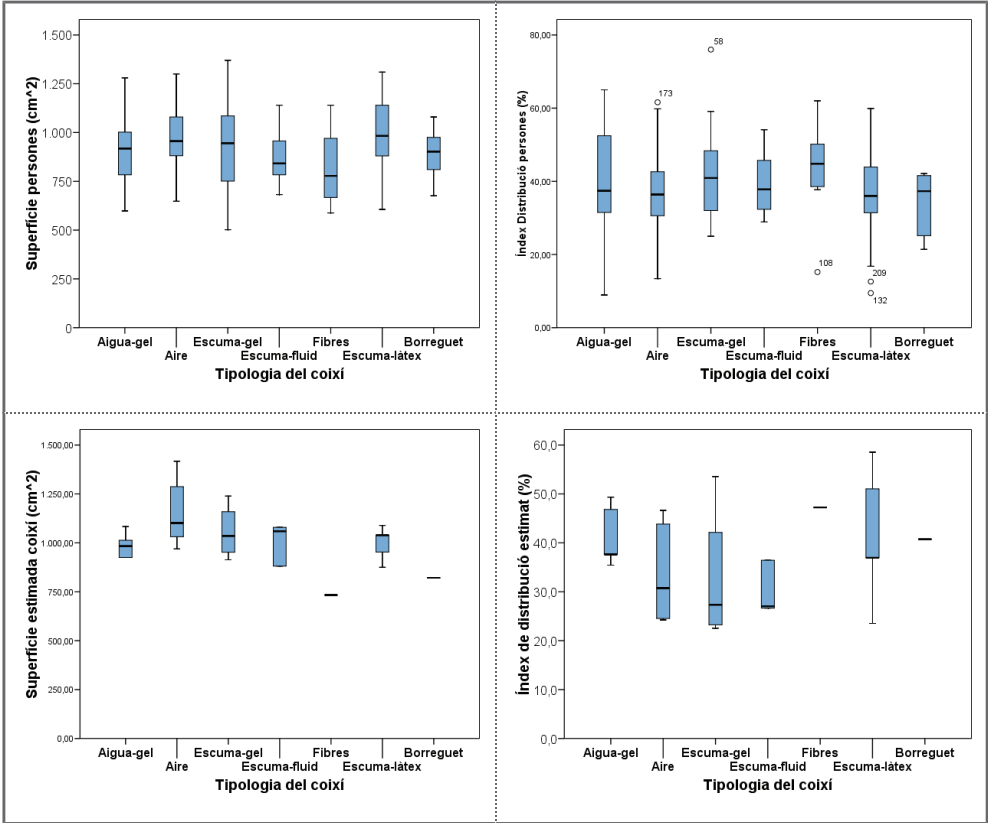 Superfície persones (cm^2)
1.500
1.250
1.000
750
500
250
0
Aigua-gel
Aire
Escuma-gel
Escuma-fluid
Fibres
Escuma-làtex
Borreguet
Tipologia del coixí
Índex Distribució persones (%)
80,00
60,00
40,00
20,00
0,00
173
58
108
209
132
Aigua-gel
Aire
Escuma-gel
Escuma-fluid
Fibres
Escuma-làtex
Borreguet
Tipologia del coixí
Superfície estimada coixí (cm^2)
1.500,00
1.250,00
1.000,00
750,00
500,00
250,00
0,00
Aigua-gel
Aire
Escuma-gel
Escuma-fluid
Fibres
Escuma-làtex
Borreguet
Tipologia del coixí
Índex de distribució estimat (%)
60,0
50,0
40,0
30,0
20,0
10,0
0,0
Aigua-gel
Aire
Escuma-gel
Escuma-fluid
Fibres
Escuma-làtex
Borreguet
Tipologia del coixí